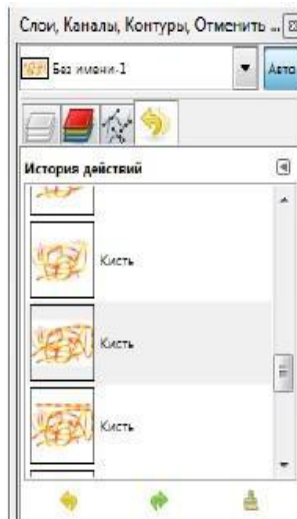 Слои, Каналы, Контуры, Отменить ...
Без имени-1
Авто
История действий
Кисть
Кисть
Кисть